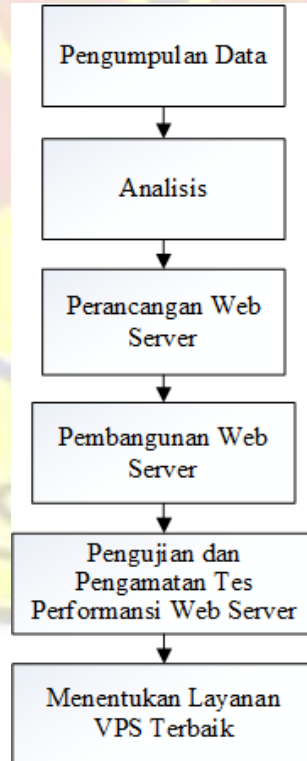 Pengumpulan Data
Analisis
Perancangan Web
Server
Pembangunan Web
Server
Pengujian dan
Pengamatan Tes
Performansi Web Server
Menentukan Layanan
VPS Terbaik